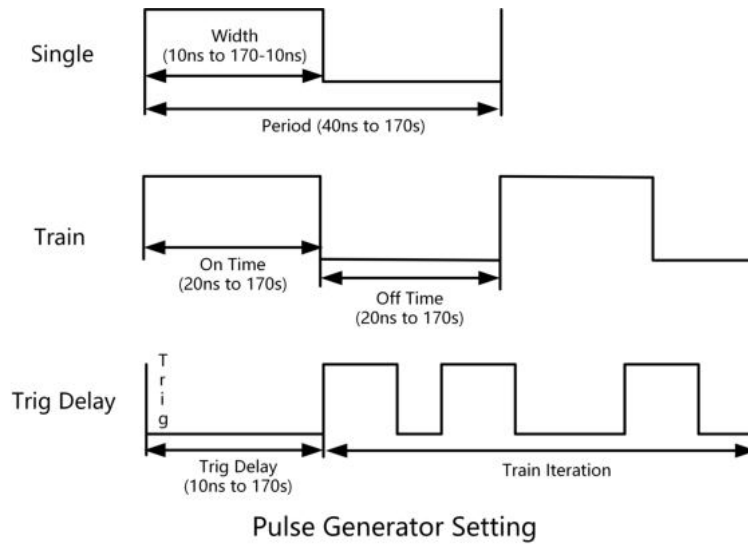 Single
Width
(10ns to 170-10ns)
Period (40ns to 170s)
Train
On Time
(20ns to 170s)
Off Time
(20ns to 170s)
Trig Delay
Trig
Trig Delay
(10ns to 170s)
Train Iteration
Pulse Generator Setting